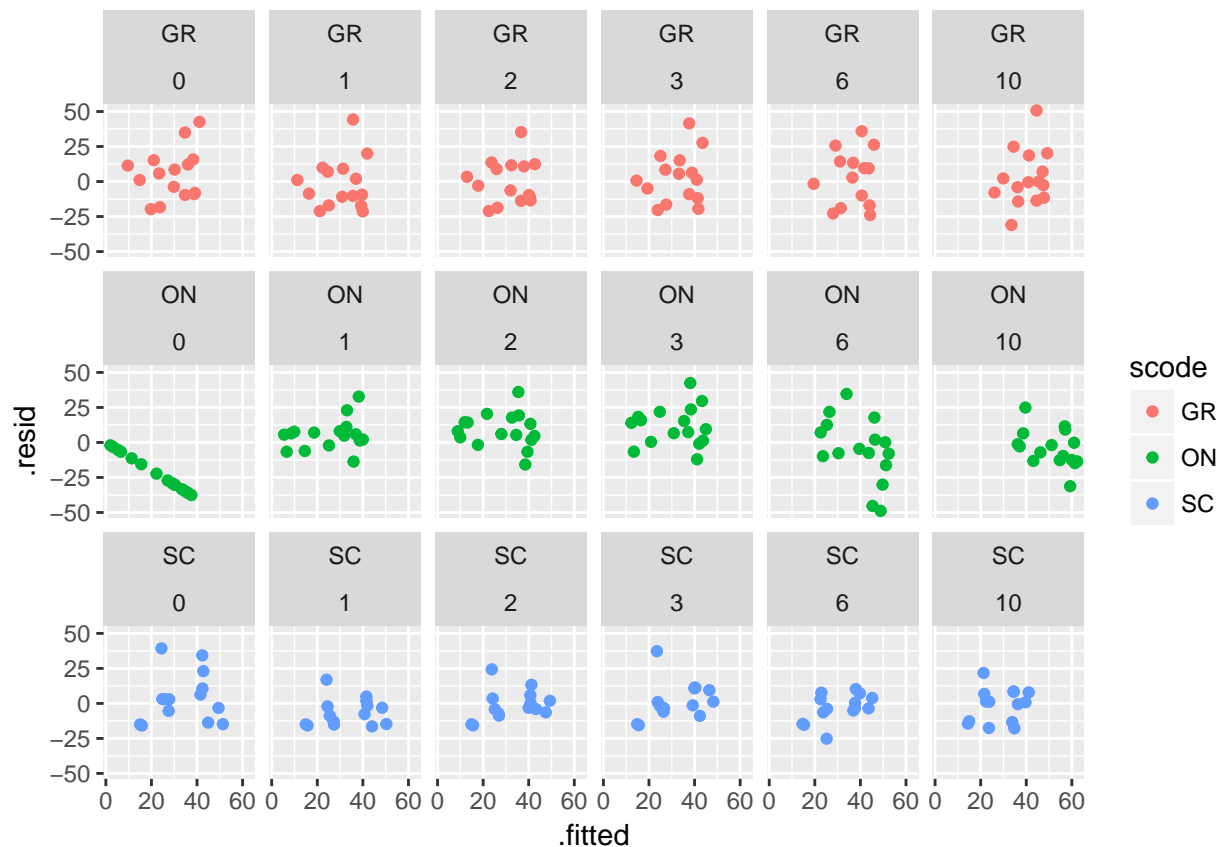 GR GR GR GR GR GR
0 1 2 3 6 10
50
25
0
−25
−50
ON ON ON ON ON ON
0 1 2 3 6 10
50
25
0
−25
−50
SC SC SC SC SC SC
0 1 2 3 6 10
50
25
0
−25
−50
0 20 40 60 0 20 40 60 0 20 40 60 0 20 40 60 0 20 40 60 0 20 40 60
.fitted
.resid
scode
GR
ON
SC